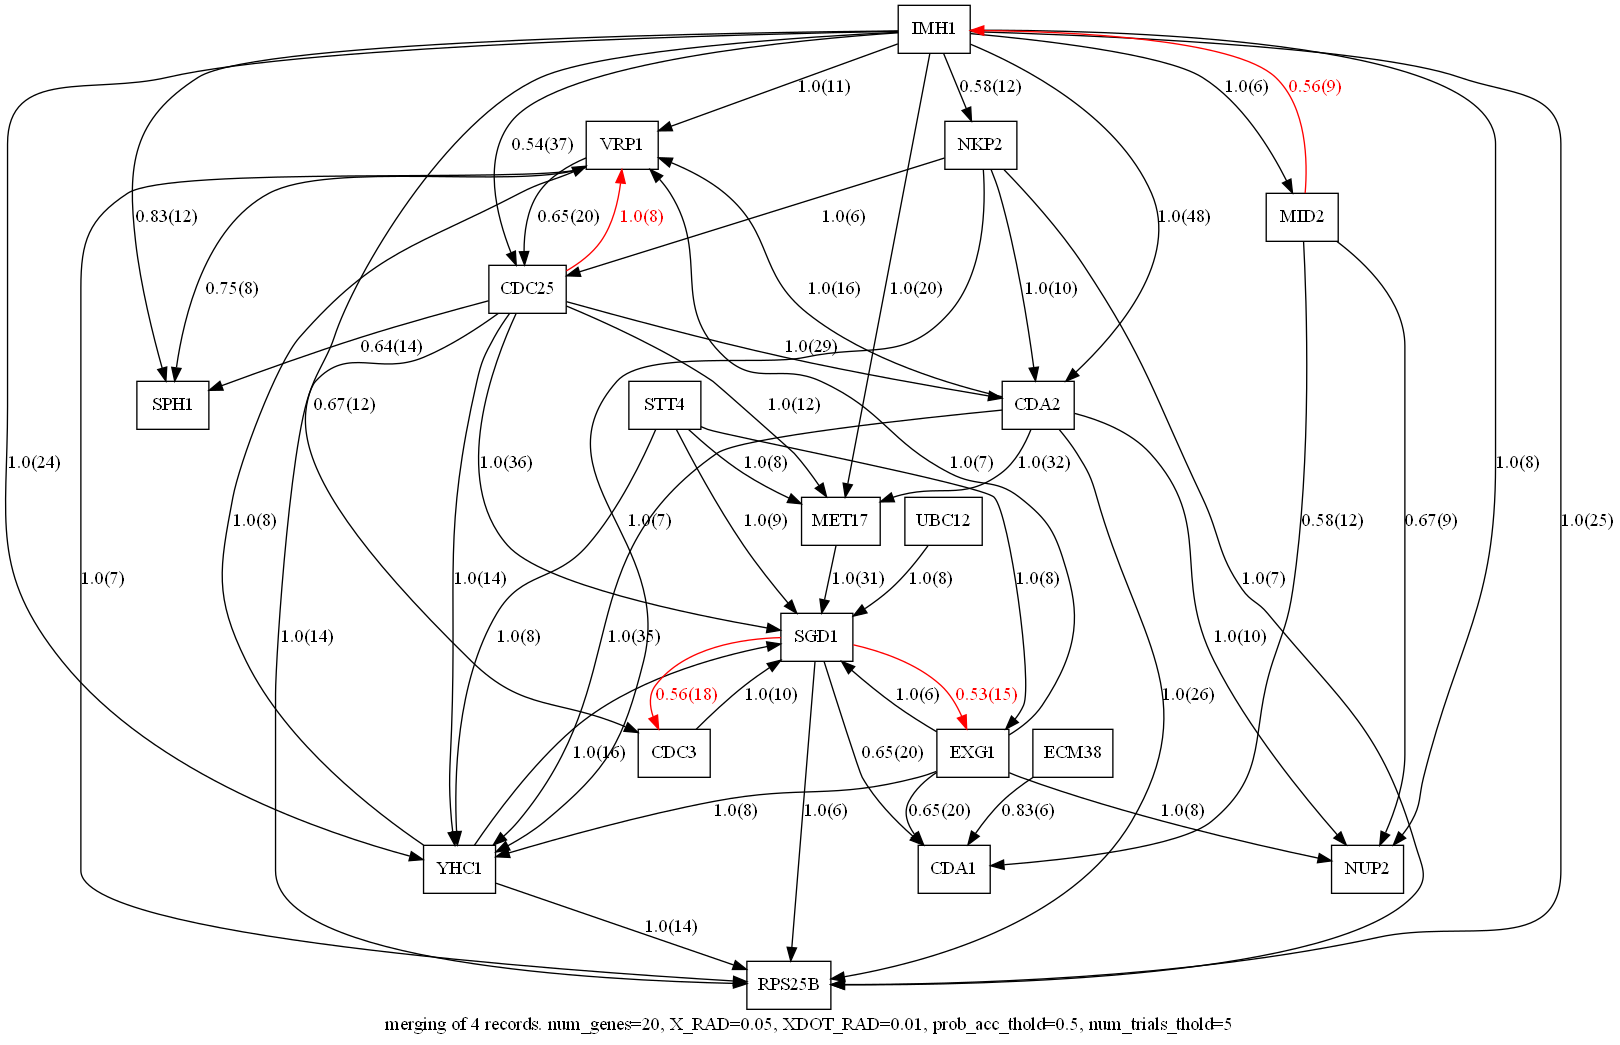 IMH1
1.0(11)
0.58(12)
1.0(6)
0.56(9)
0.54(37)
VRP1
NKP2
0.83(12)
0.65(20)
1.0(8)
1.0(6)
1.0(48)
MID2
0.75(8)
CDC25
1.0(16)
1.0(20)
1.0(10)
0.64(14)
1.0(29)
SPH1
0.67(12)
STT4
1.0(12)
CDA2
1.0(24)
1.0(36)
1.0(8)
1.0(7)
1.0(32)
1.0(8)
1.0(8)
1.0(7)
1.0(9)
MET17
UBC12
0.58(12)
0.67(9)
1.0(25)
1.0(7)
1.0(14)
1.0(31)
1.0(8)
1.0(8)
1.0(7)
1.0(14)
1.0(8)
1.0(35)
SGD1
1.0(10)
0.56(18)
1.0(10)
1.0(6)
0.53(15)
1.0(26)
1.0(16)
CDC3
0.65(20)
EXG1
ECM38
1.0(8)
1.0(6)
0.65(20)
0.83(6)
1.0(8)
YHC1
CDA1
NUP2
1.0(14)
RPS25B
merging of 4 records. num_genes=20, X_RAD=0.05, XDOT_RAD=0.01, prob_acc_thold=0.5, num_trials_thold=5